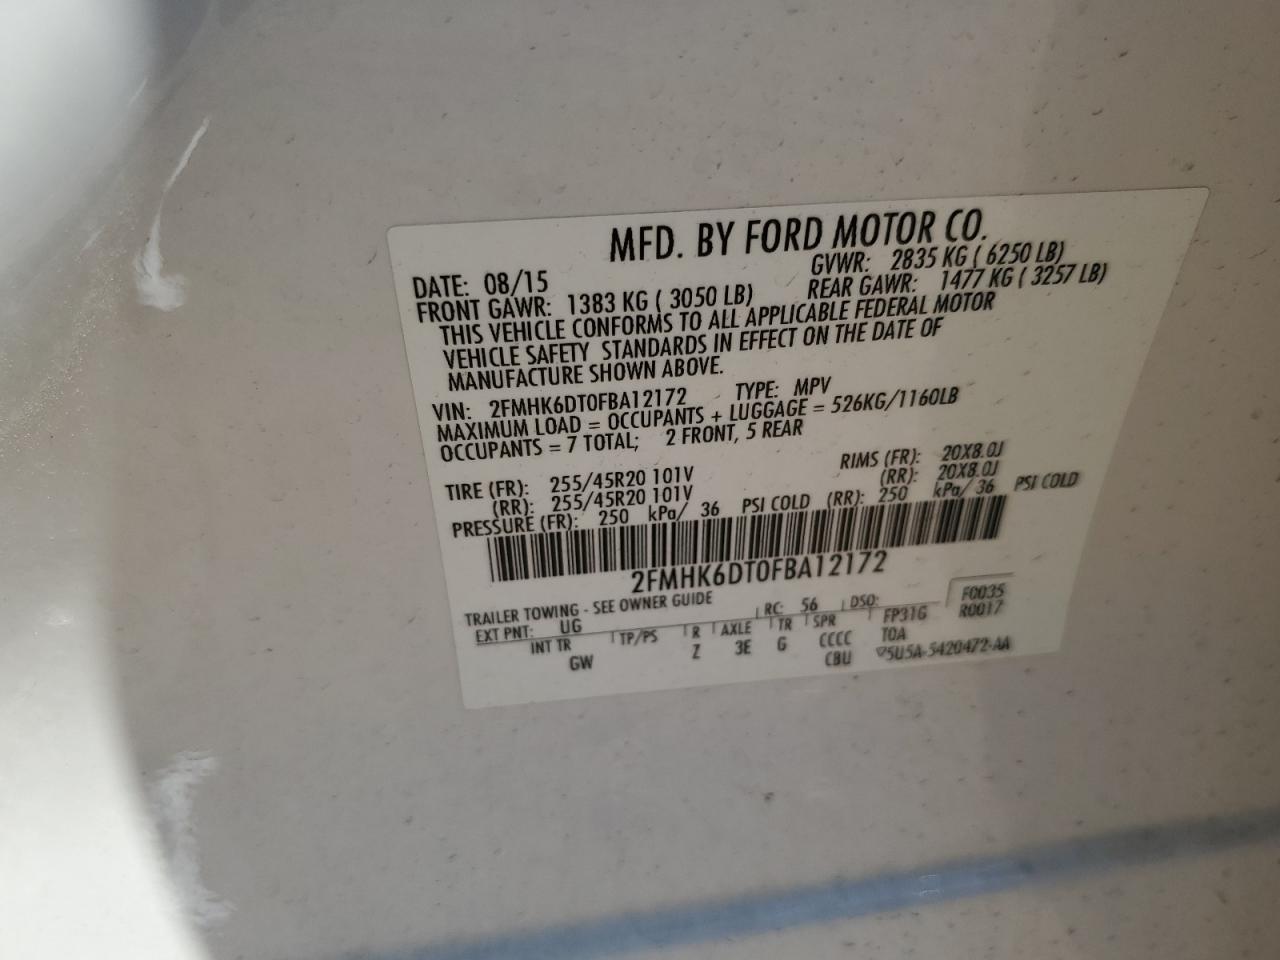 MFD. BY FORD MOTOR CO.
DATE: 08/15 GVWR: 2835 KG ( 6250 LB)
FRONT GAWR: 1383 KG ( 3050 LB) REAR GAWR: 1477 KG ( 3257 LB)
THIS VEHICLE CONFORMS TO ALL APPLICABLE FEDERAL MOTOR
VEHICLE SAFETY STANDARDS IN EFFECT ON THE DATE OF
MANUFACTURE SHOWN ABOVE.
VIN: 2FMHK6DT0FBA12172 TYPE: MPV
MAXIMUM LOAD = OCCUPANTS + LUGGAGE = 526KG/1160LB
OCCUPANTS = 7 TOTAL; 2 FRONT, 5 REAR
TIRE (FR): 255/45R20 101V RIMS (FR): 20X8.0J
(RR): 255/45R20 101V (RR): 20X8.0J
PRESSURE (FR): 250 kPa/ 36 PSI COLD (RR): 250 kPa/ 36 PSI COLD
2FMHK6DT0FBA12172
TRAILER TOWING - SEE OWNER GUIDE
F0035
EXT PNT: UG RC: 56 DSO: R0017
INT TR TP/PS R AXLE TR SPR FP31G
GW Z 3E G CCCC T0A
CBU ▽5U5A-5420472-AA